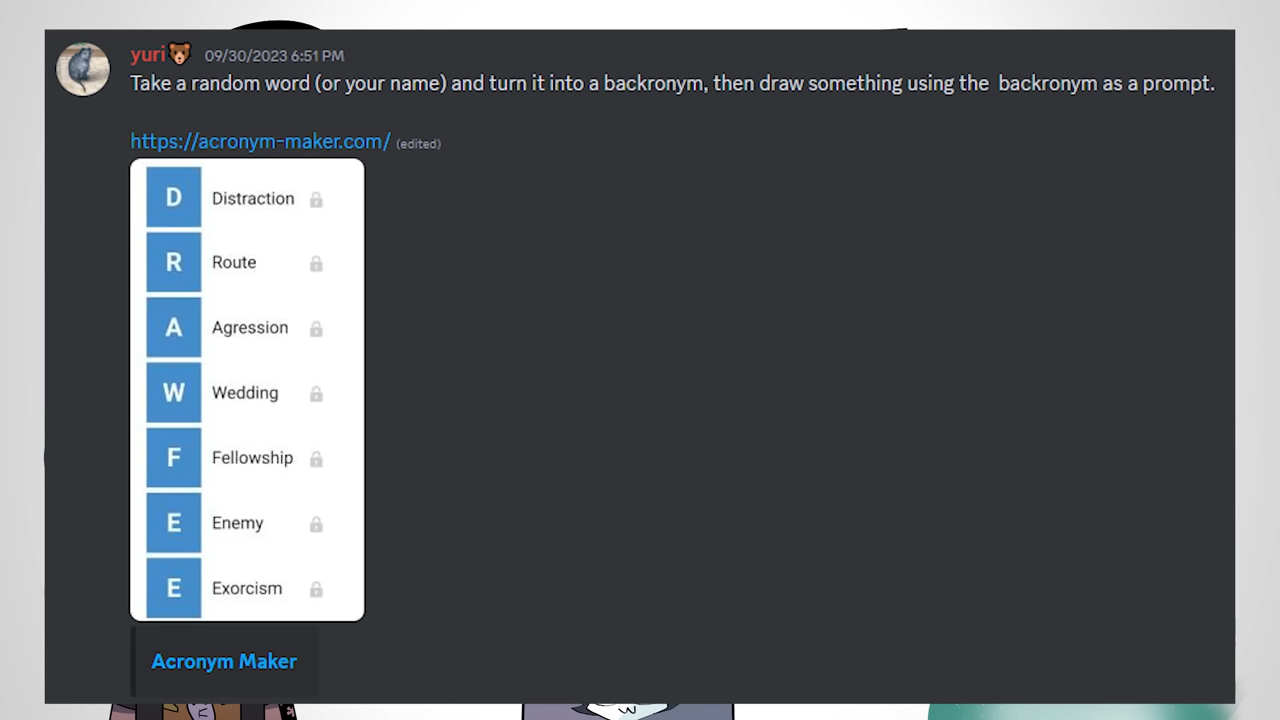 yuri🐻 09/30/2023 6:51 PM
Take a random word (or your name) and turn it into a backronym, then draw something using the backronym as a prompt.
https://acronym-maker.com/ (edited)
D Distraction
R Route
A Agression
W Wedding
F Fellowship
E Enemy
E Exorcism
Acronym Maker